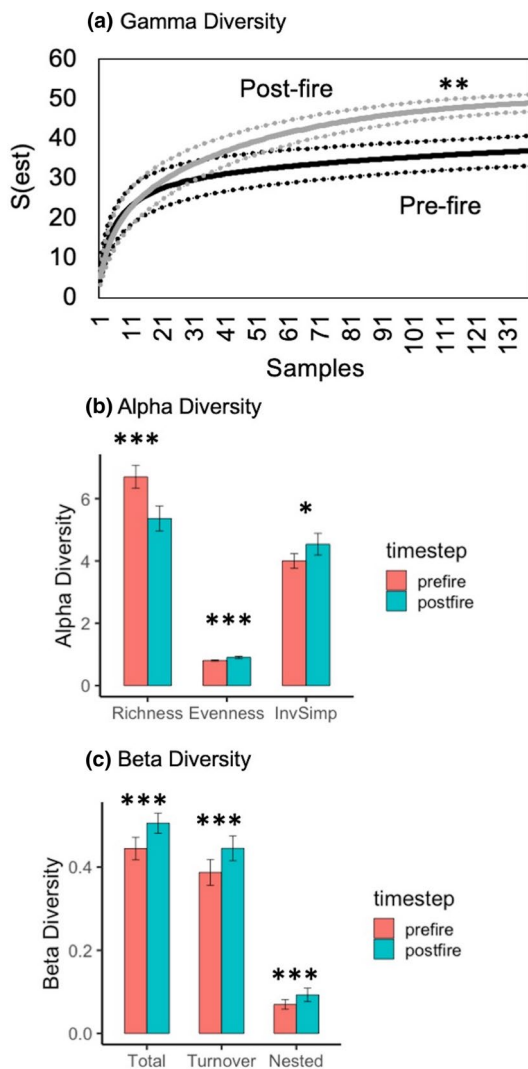 (a) Gamma Diversity
60
50
40
30
20
10
0
S(est)
Post-fire
**
Pre-fire
1 11 21 31 41 51 61 71 81 91 101 111 121 131
Samples
(b) Alpha Diversity
***
*
***
6
4
2
0
Alpha Diversity
Richness Evenness InvSimp
timestep
prefire
postfire
(c) Beta Diversity
***
***
***
0.4
0.2
0.0
Beta Diversity
Total Turnover Nested
timestep
prefire
postfire